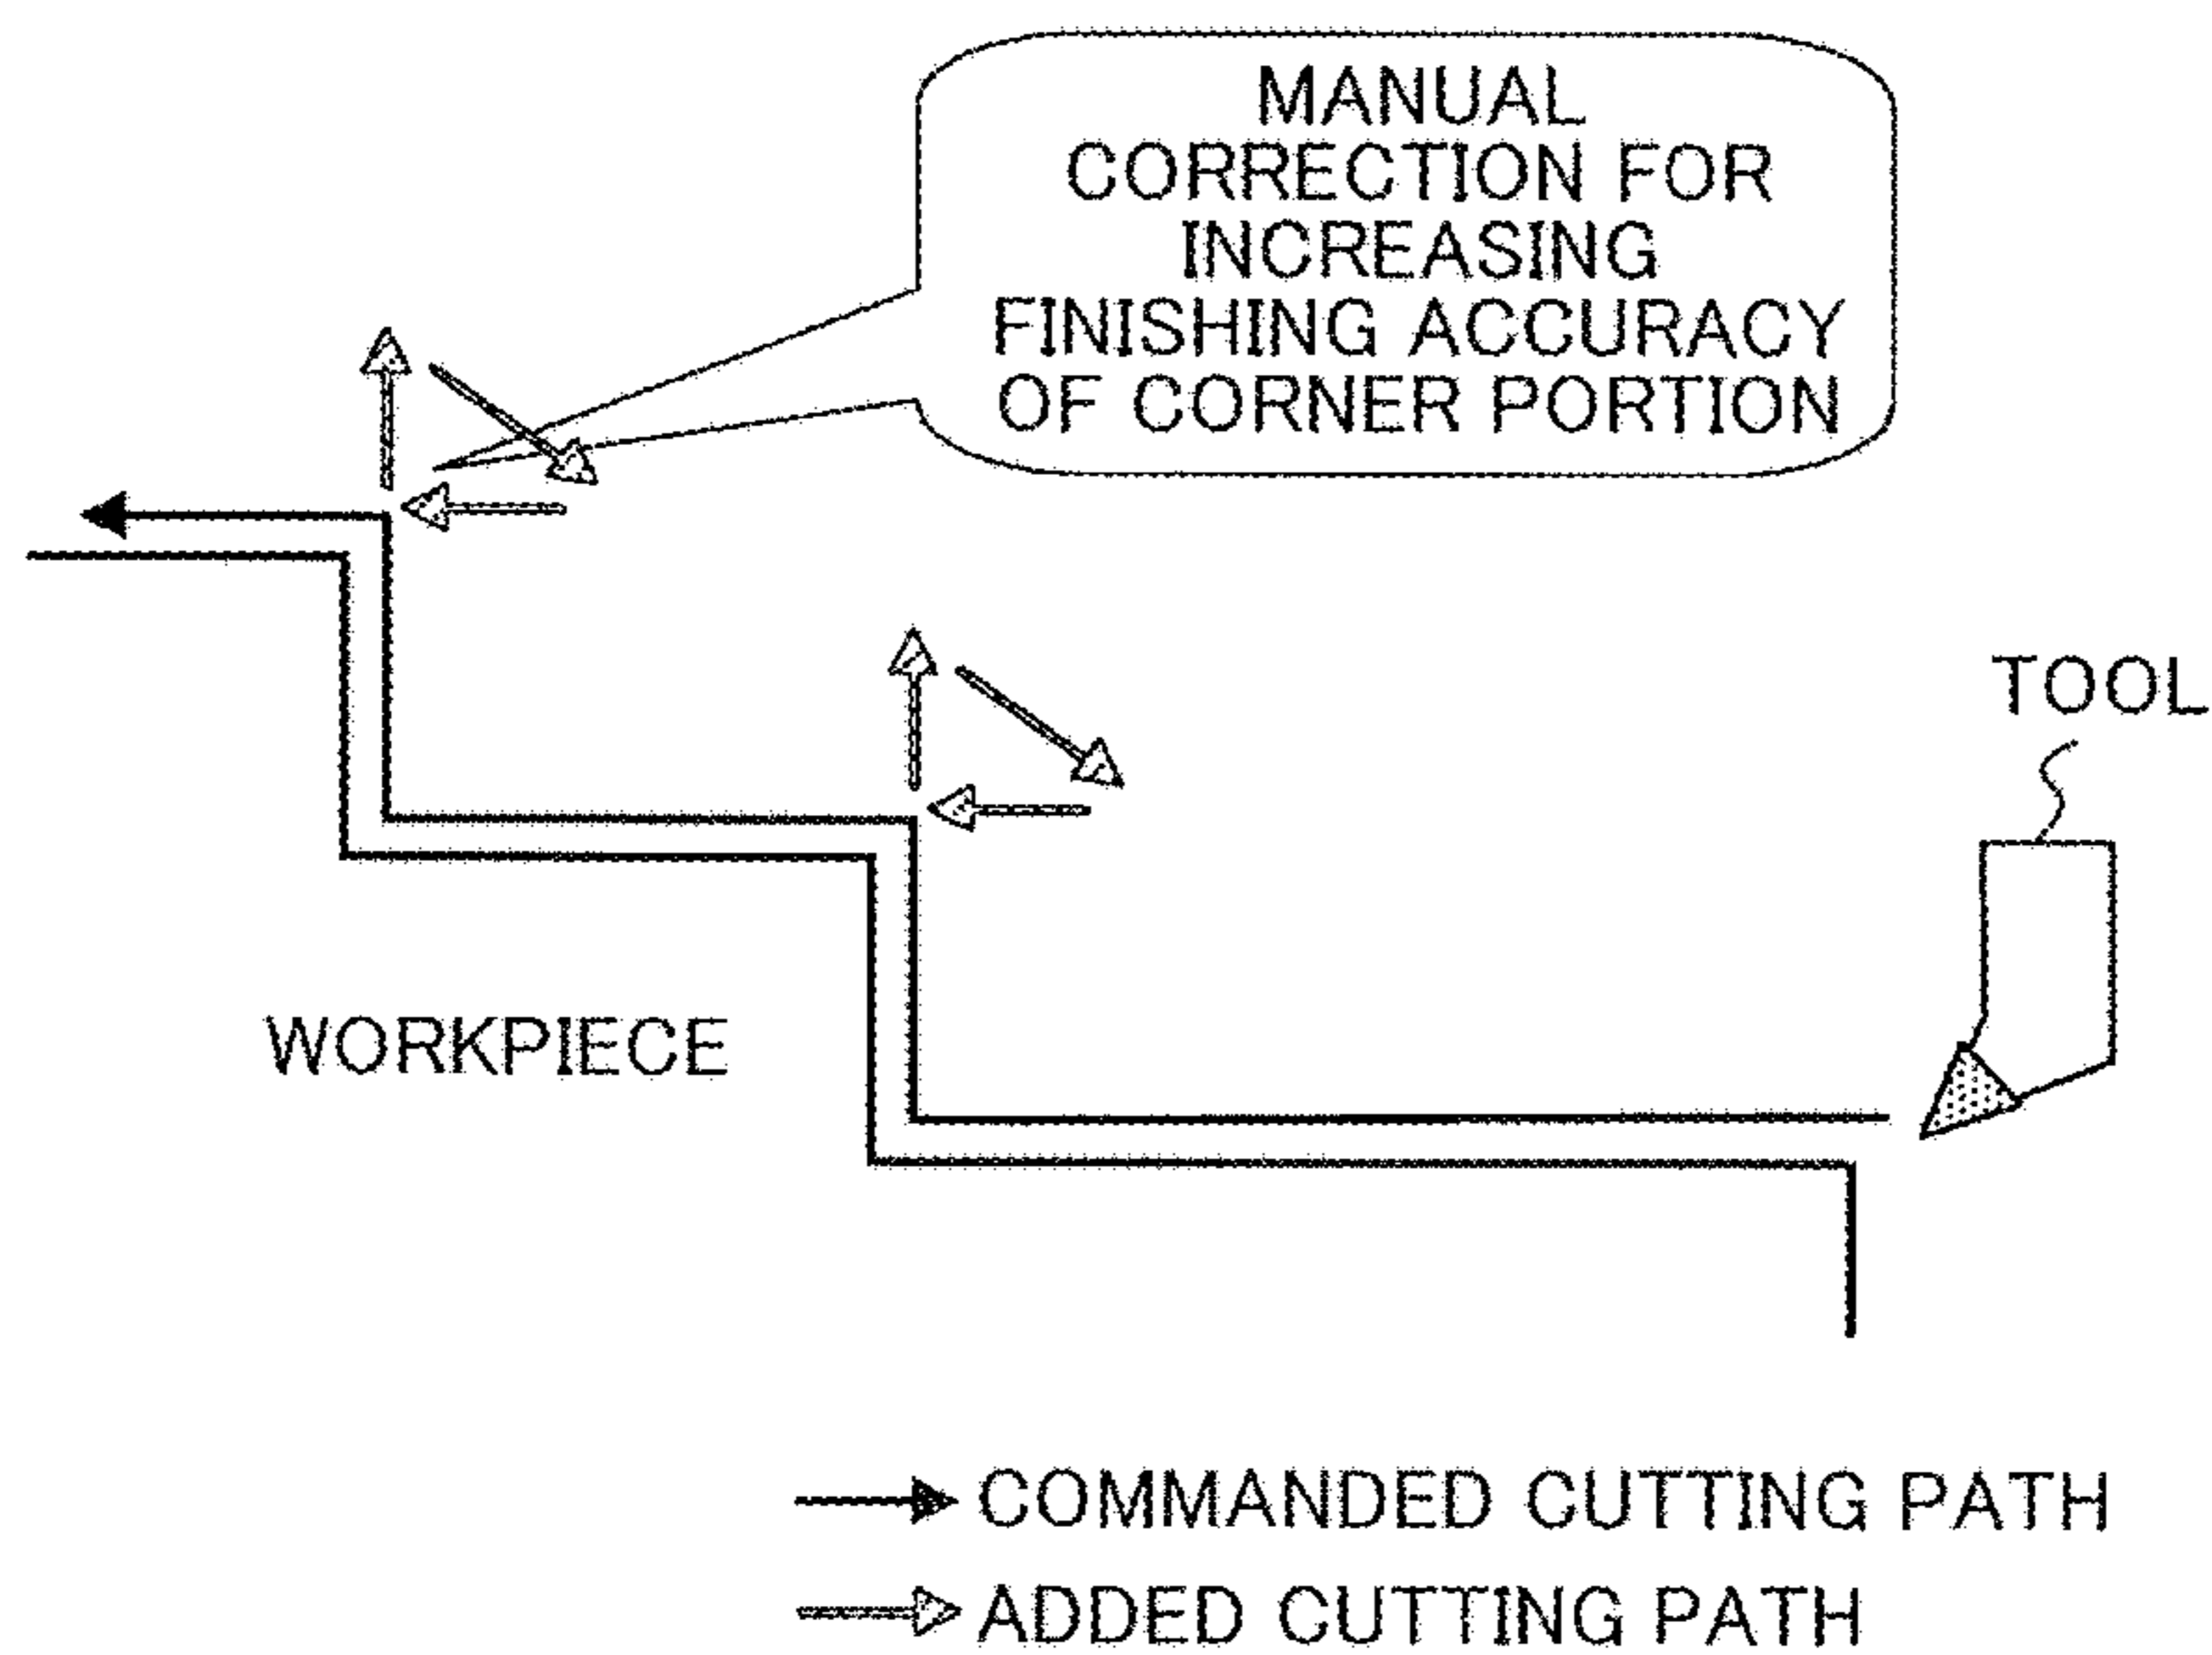 MANUAL
CORRECTION FOR
INCREASING
FINISHING ACCURACY
OF CORNER PORTION
TOOL
WORKPIECE
COMMANDED CUTTING PATH
ADDED CUTTING PATH